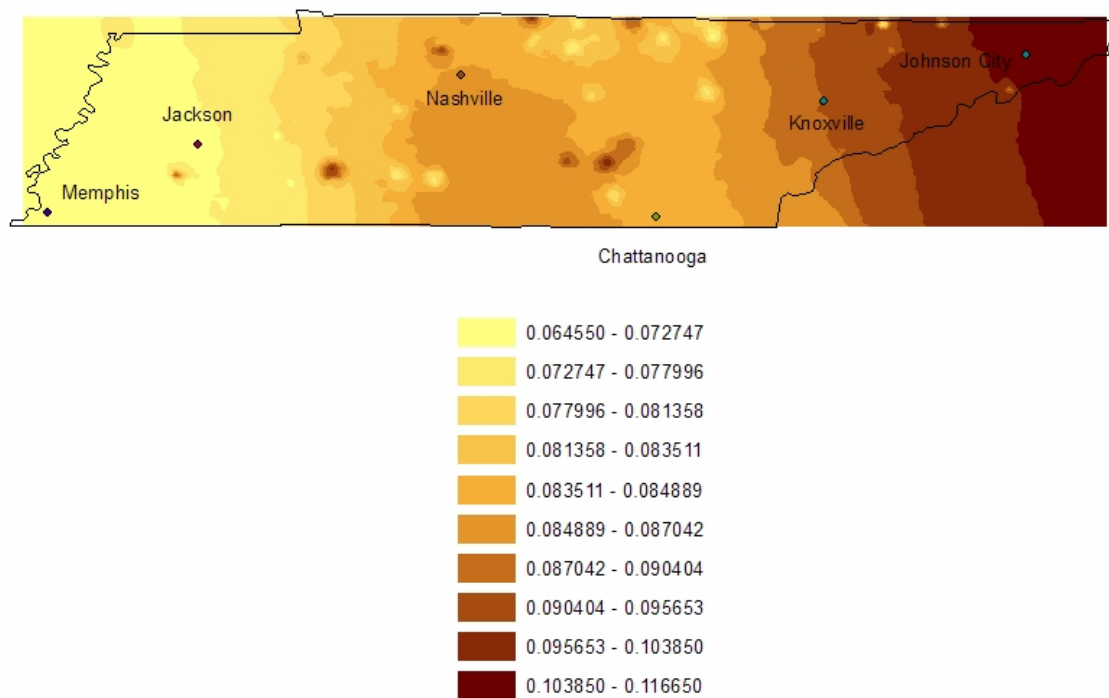 Johnson City
Nashville
Jackson
Knoxville
Memphis
Chattanooga
0.064550 - 0.072747
0.072747 - 0.077996
0.077996 - 0.081358
0.081358 - 0.083511
0.083511 - 0.084889
0.084889 - 0.087042
0.087042 - 0.090404
0.090404 - 0.095653
0.095653 - 0.103850
0.103850 - 0.116650